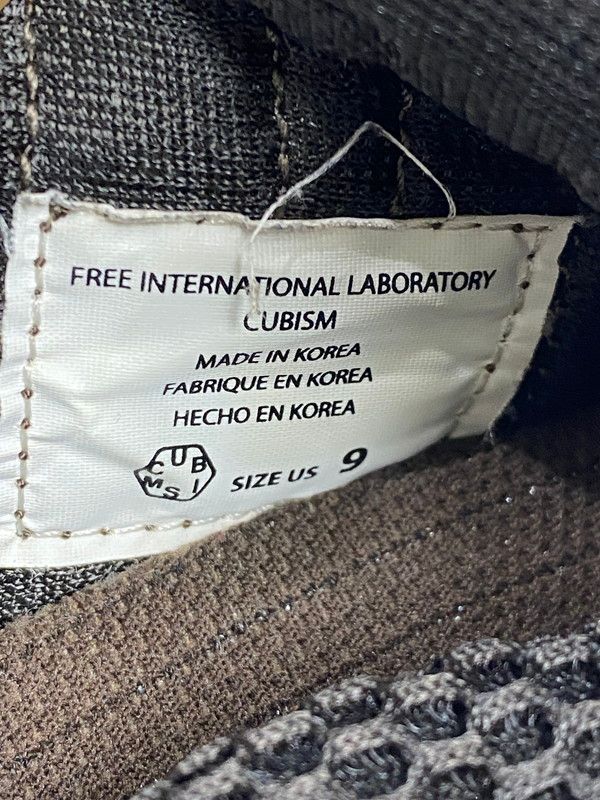 FREE INTERNATIONAL LABORATORY
CUBISM
MADE IN KOREA
FABRIQUE EN KOREA
HECHO EN KOREA
CUBISM
SIZE US 9